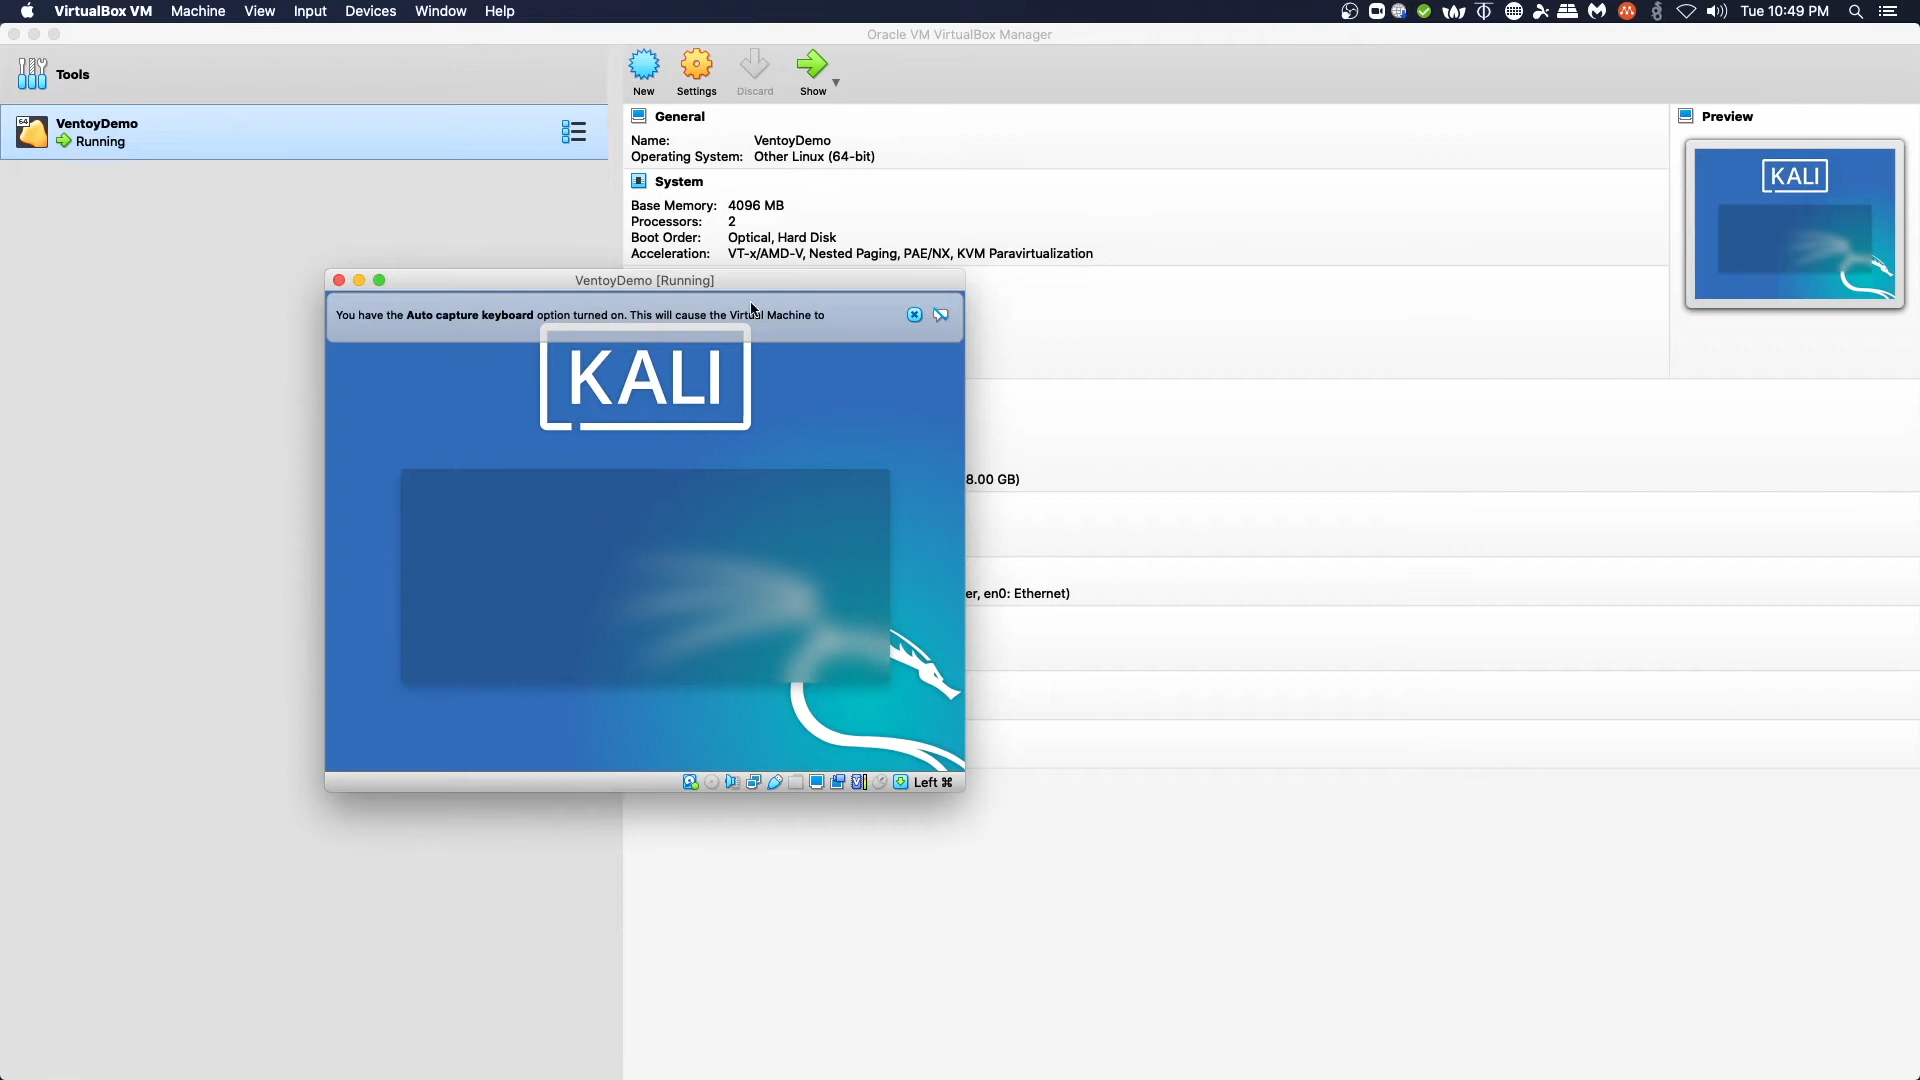 VirtualBox VM Machine View Input Devices Window Help Tue 10:49 PM
Oracle VM VirtualBox Manager
Tools
New Settings Discard Show
64 VentoyDemo
Running
General
Name: VentoyDemo
Operating System: Other Linux (64-bit)
System
Base Memory: 4096 MB
Processors: 2
Boot Order: Optical, Hard Disk
Acceleration: VT-x/AMD-V, Nested Paging, PAE/NX, KVM Paravirtualization
Preview
KALI
VentoyDemo [Running]
You have the Auto capture keyboard option turned on. This will cause the Virtual Machine to
KALI
8.00 GB)
er, en0: Ethernet)
Left ⌘